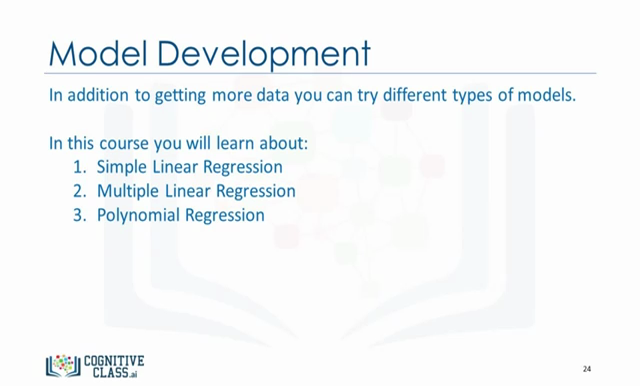 Model Development
In addition to getting more data you can try different types of models.
In this course you will learn about:
1. Simple Linear Regression
2. Multiple Linear Regression
3. Polynomial Regression
COGNITIVE
CLASS.ai
24